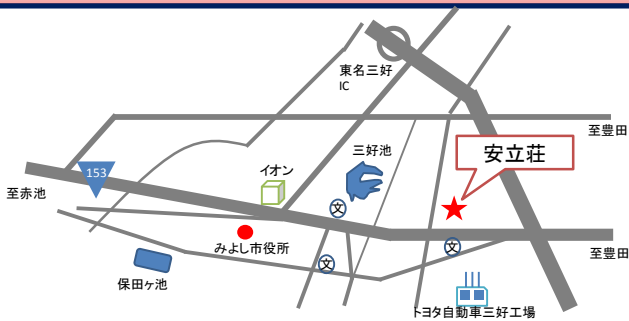 東名三好
IC
至豊田
安立荘
三好池
153
イオン
至赤池
文
みよし市役所
文
文
至豊田
保田ヶ池
トヨタ自動車三好工場